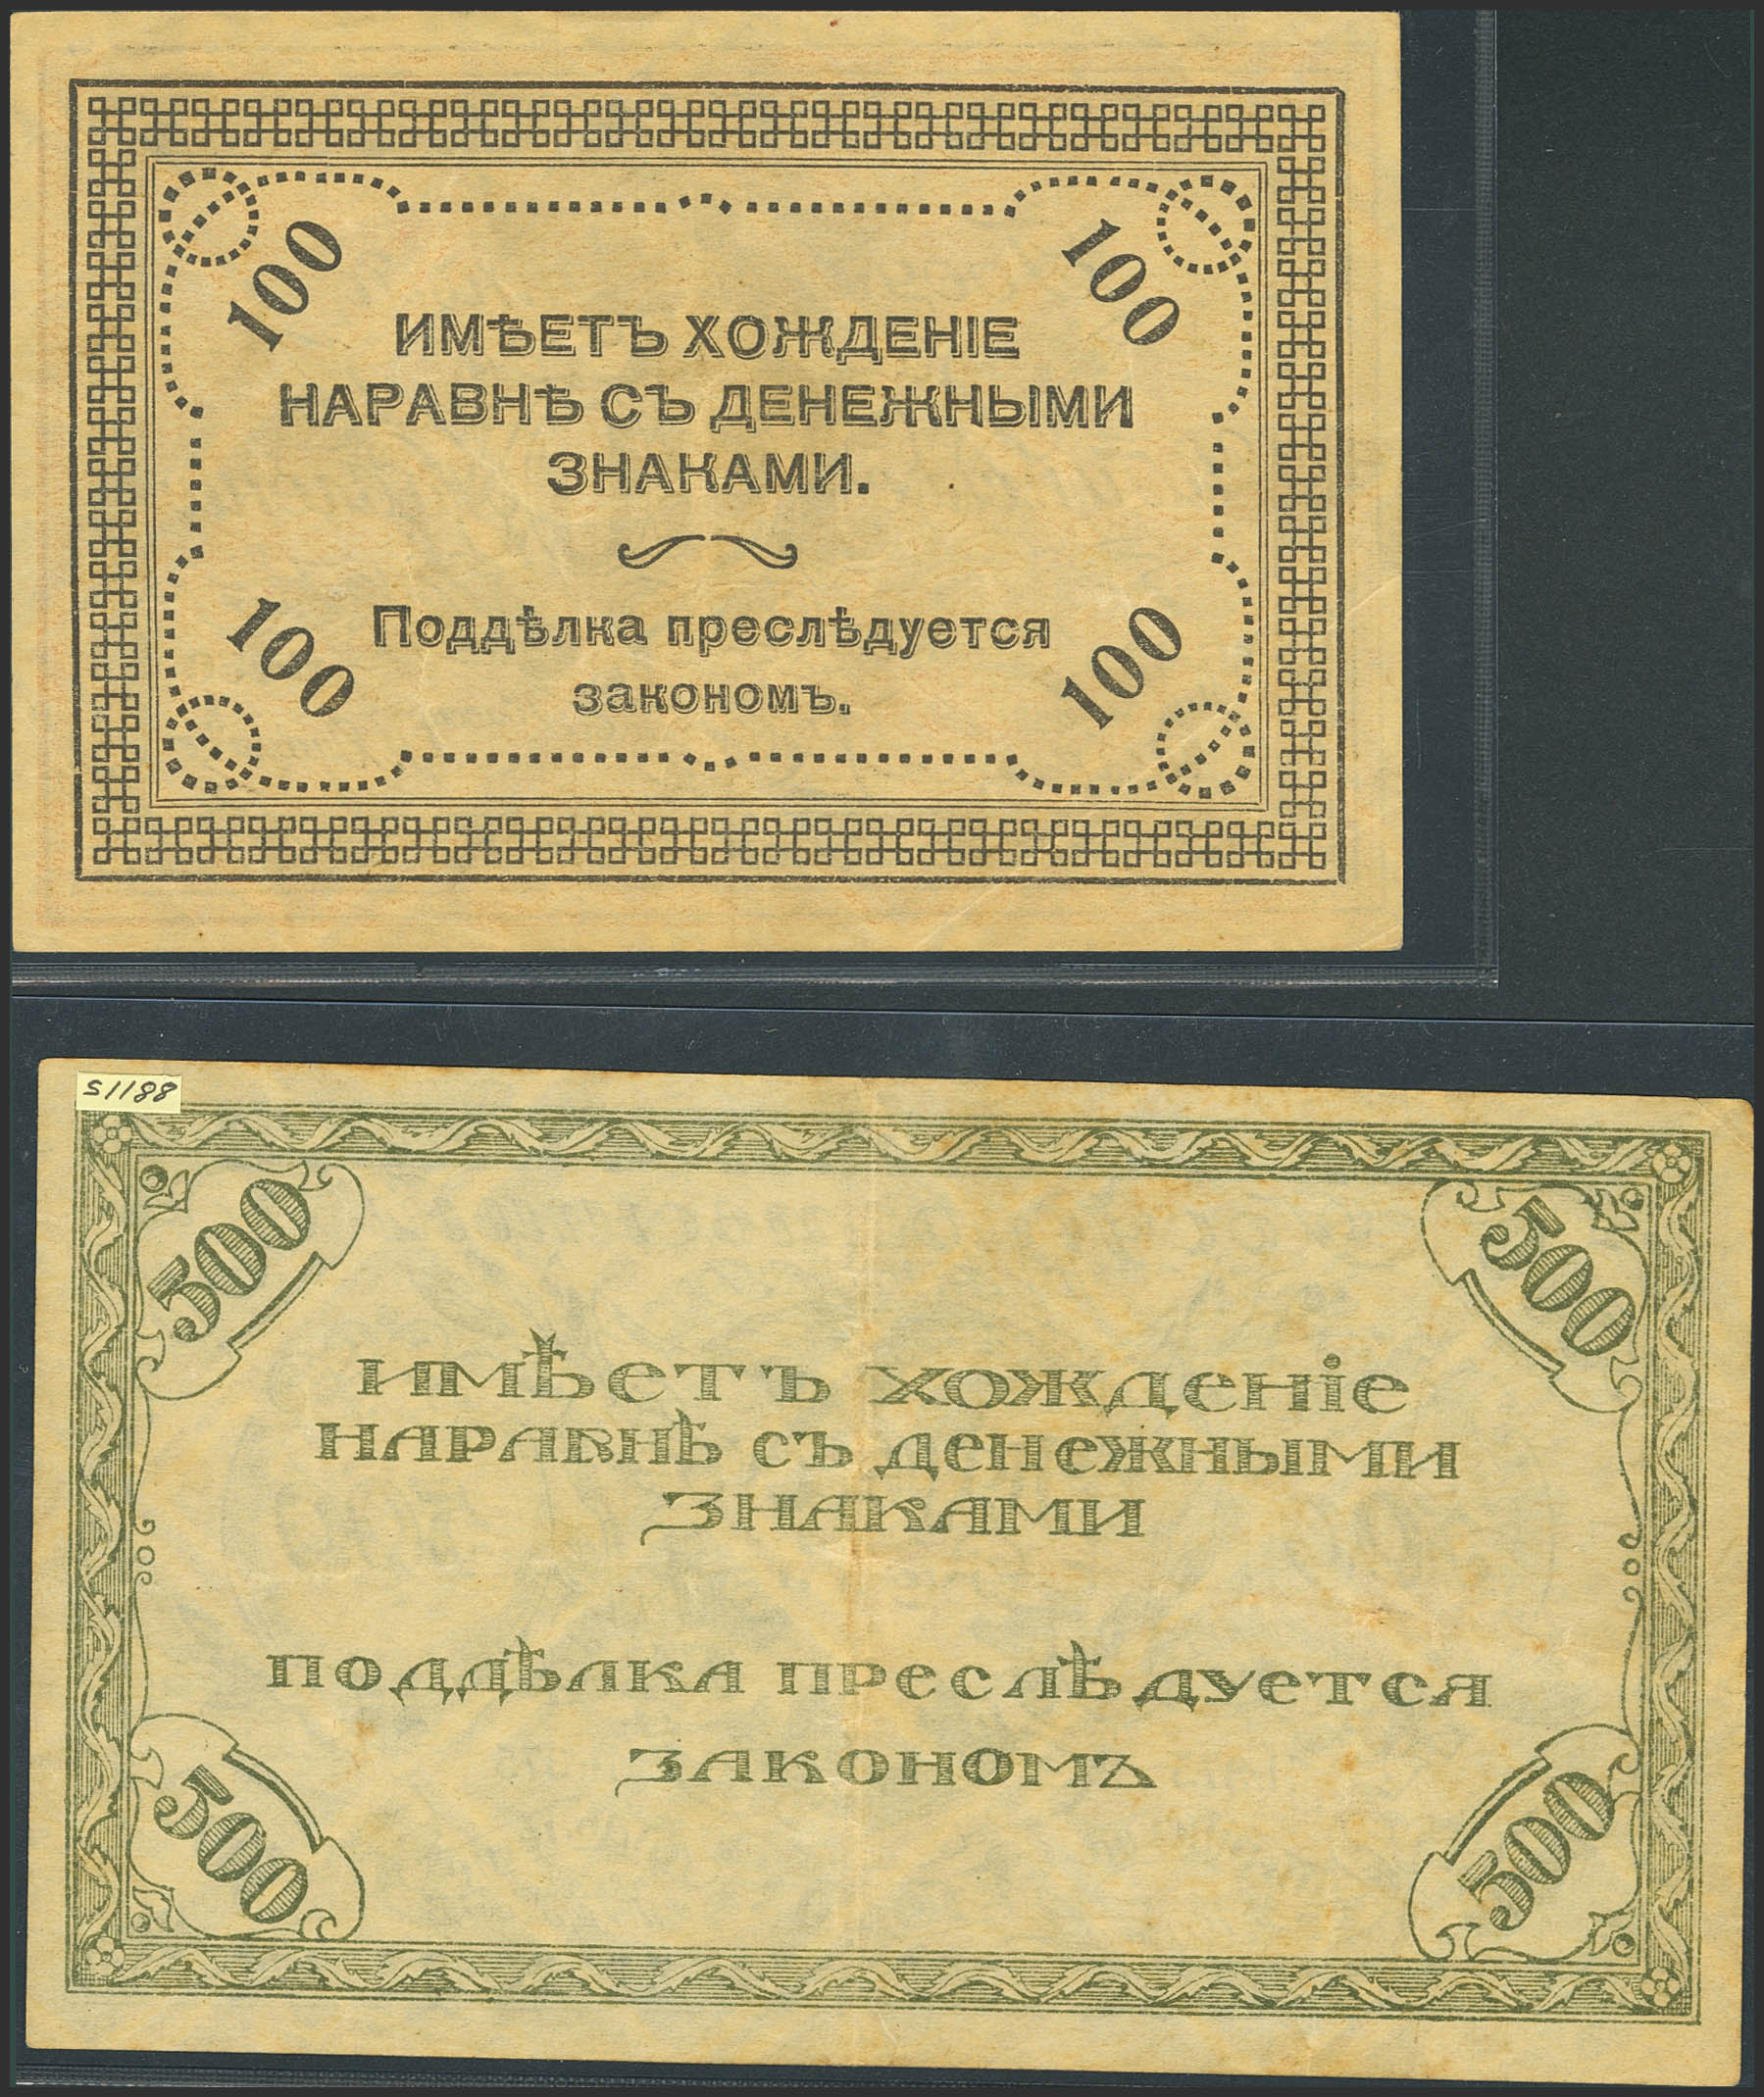 100 100
ИМѢЕТЪ ХОЖДЕНІЕ
НАРАВНѢ СЪ ДЕНЕЖНЫМИ
ЗНАКАМИ.
Поддѣлка преслѣдуется
закономъ.
100 100
51188
500 500
ИМѢЕТЪ ХОЖДЕНІЕ
НАРАВНѢ СЪ ДЕНЕЖНЫМИ
ЗНАКАМИ
ПОДДѢЛКА ПРЕСЛѢДУЕТСЯ
ЗАКОНОМЪ
500 500